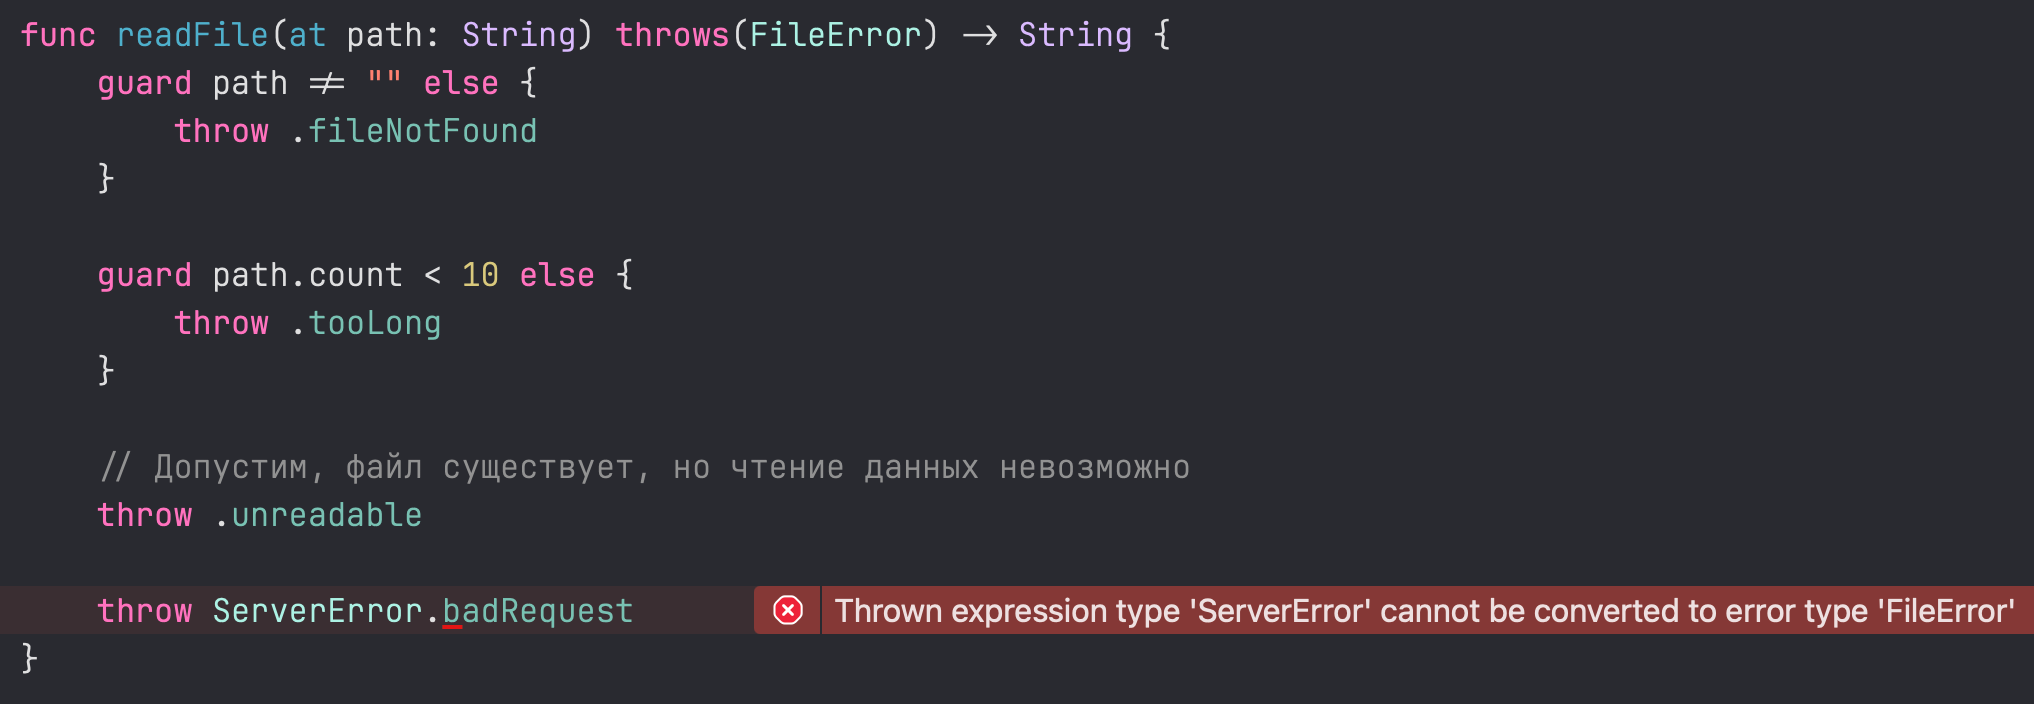 func readFile(at path: String) throws(FileError) -> String {
guard path != "" else {
throw .fileNotFound
}
guard path.count < 10 else {
throw .tooLong
}
// Допустим, файл существует, но чтение данных невозможно
throw .unreadable
throw ServerError.badRequest Thrown expression type 'ServerError' cannot be converted to error type 'FileError'
}